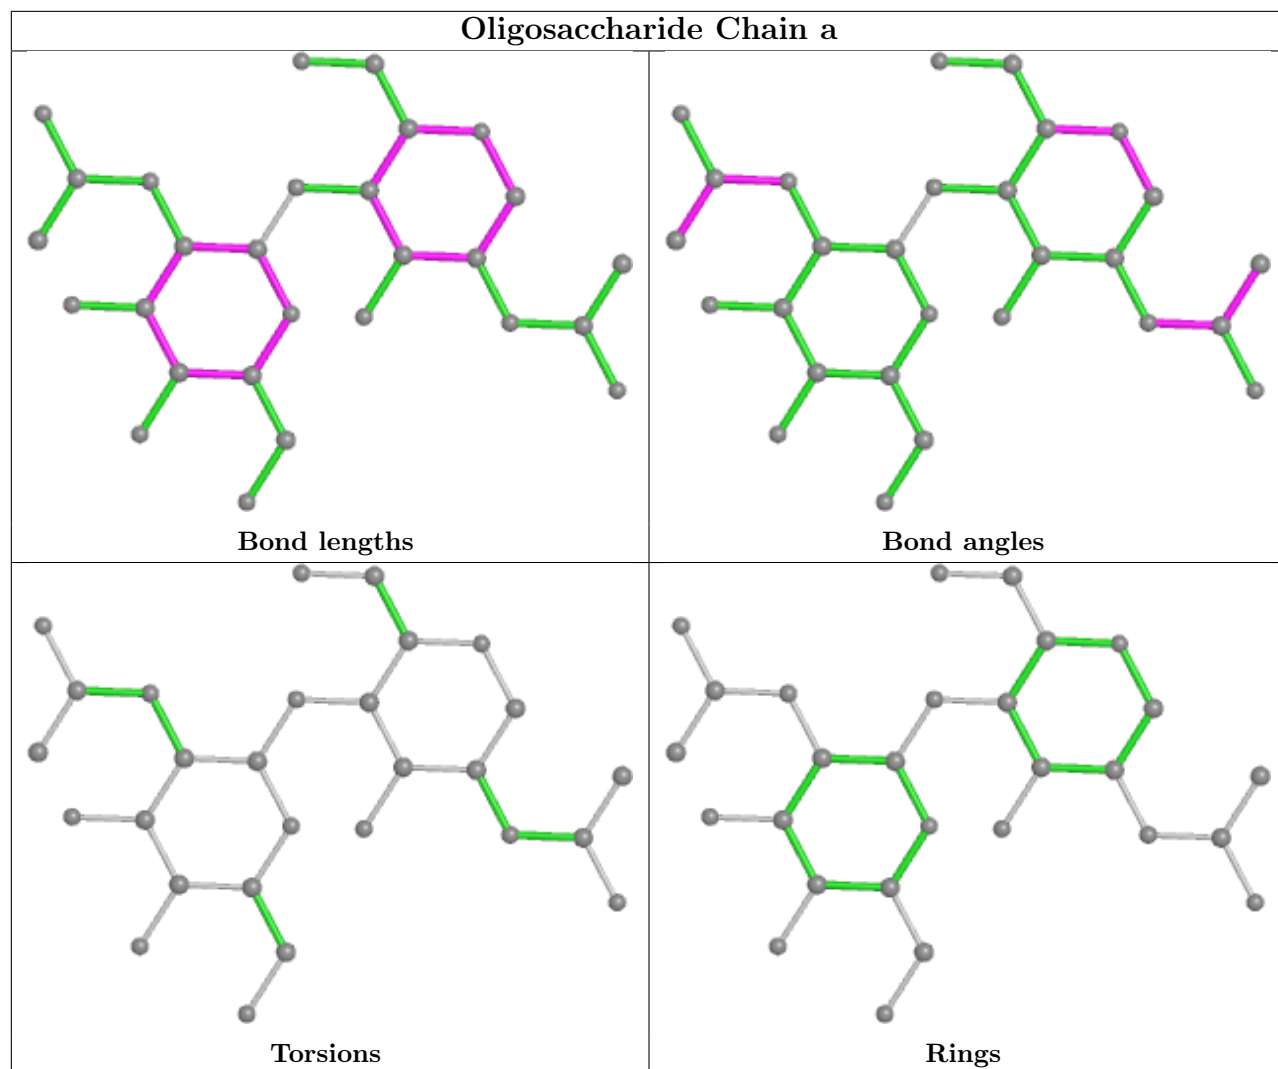 Oligosaccharide Chain a
Bond lengths
Bond angles
Torsions
Rings